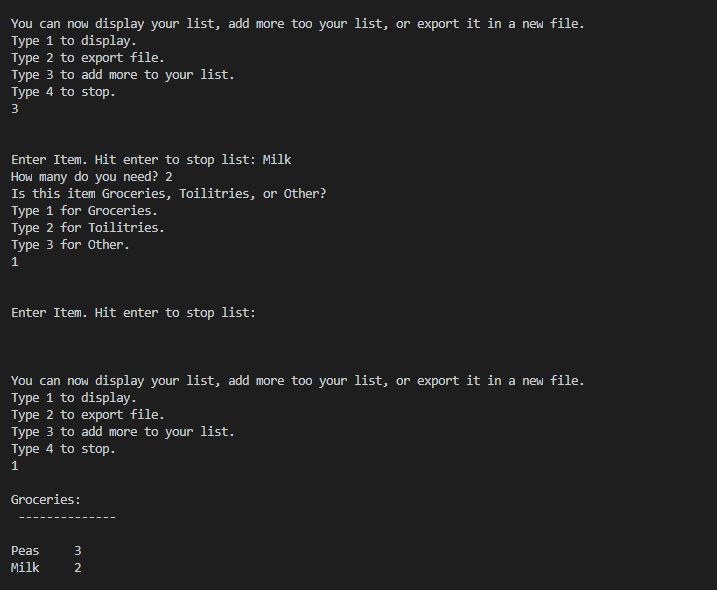 You can now display your list, add more too your list, or export it in a new file.
Type 1 to display.
Type 2 to export file.
Type 3 to add more to your list.
Type 4 to stop.
3
Enter Item. Hit enter to stop list: Milk
How many do you need? 2
Is this item Groceries, Toilitries, or Other?
Type 1 for Groceries.
Type 2 for Toilitries.
Type 3 for Other.
1
Enter Item. Hit enter to stop list:
You can now display your list, add more too your list, or export it in a new file.
Type 1 to display.
Type 2 to export file.
Type 3 to add more to your list.
Type 4 to stop.
1
Groceries:
--------------
Peas     3
Milk     2